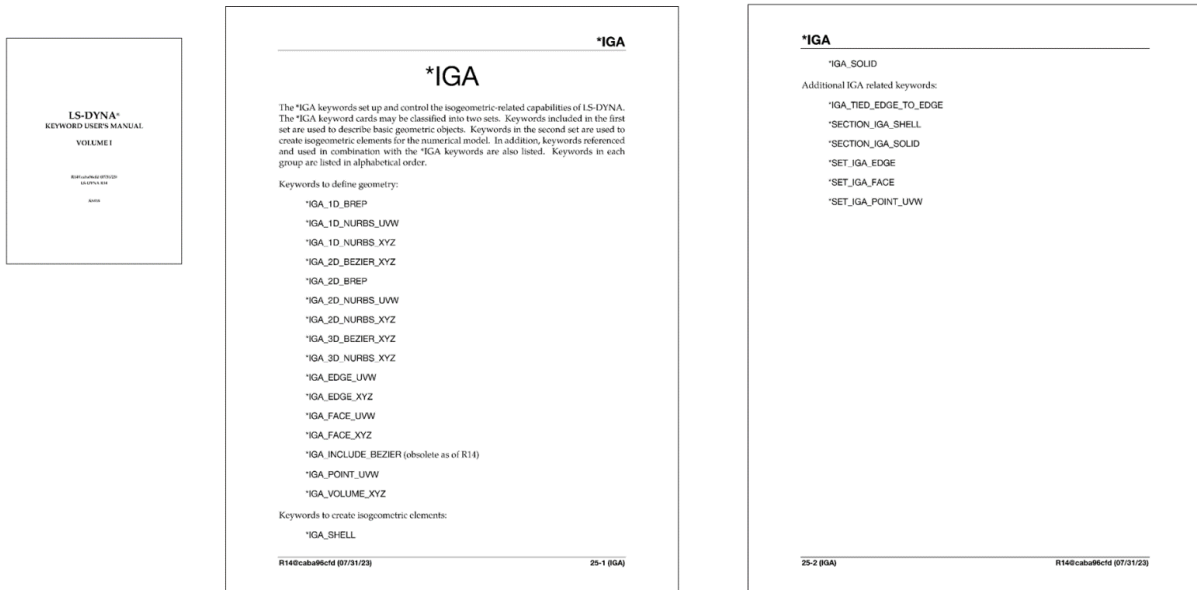 LS-DYNA®
KEYWORD USER'S MANUAL
VOLUME I
LS-DYNA R14
*IGA
*IGA
The *IGA keywords set up and control the isogeometric-related capabilities of LS-DYNA.
The *IGA keyword cards may be classified into two sets. Keywords included in the first
set are used to describe basic geometric objects. Keywords in the second set are used to
create isogeometric elements for the numerical model. In addition, keywords referenced
and used in combination with the *IGA keywords are also listed. Keywords in each
group are listed in alphabetical order.
Keywords to define geometry:
*IGA_1D_BREP
*IGA_1D_NURBS_UVW
*IGA_1D_NURBS_XYZ
*IGA_2D_BEZIER_XYZ
*IGA_2D_BREP
*IGA_2D_NURBS_UVW
*IGA_2D_NURBS_XYZ
*IGA_3D_BEZIER_XYZ
*IGA_3D_NURBS_XYZ
*IGA_EDGE_UVW
*IGA_EDGE_XYZ
*IGA_FACE_UVW
*IGA_FACE_XYZ
*IGA_INCLUDE_BEZIER (obsolete as of R14)
*IGA_POINT_UVW
*IGA_VOLUME_XYZ
Keywords to create isogeometric elements:
*IGA_SHELL
R14@caba96cfd (07/31/23) 25-1 (IGA)
*IGA
*IGA_SOLID
Additional IGA related keywords:
*IGA_TIED_EDGE_TO_EDGE
*SECTION_IGA_SHELL
*SECTION_IGA_SOLID
*SET_IGA_EDGE
*SET_IGA_FACE
*SET_IGA_POINT_UVW
25-2 (IGA) R14@caba96cfd (07/31/23)